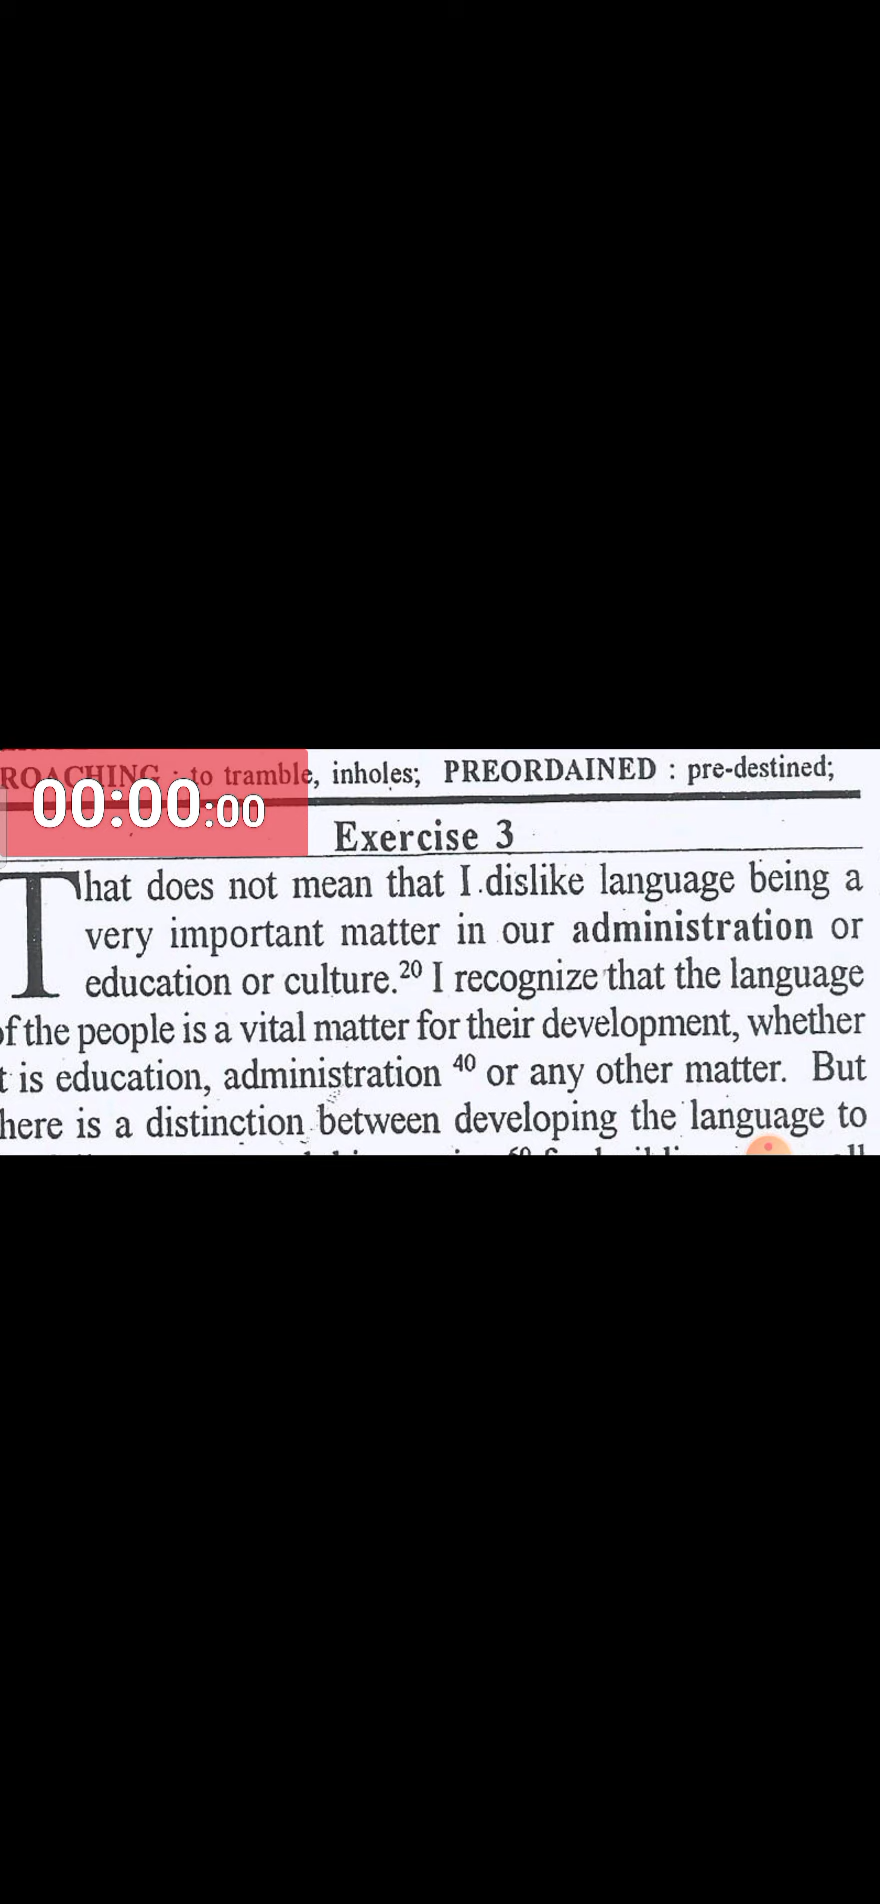 ROACHING : to tramble, inholes; PREORDAINED : pre-destined;
00:00:00
Exercise 3
That does not mean that I dislike language being a
very important matter in our administration or
education or culture.20 I recognize that the language
of the people is a vital matter for their development, whether
t is education, administration 40 or any other matter. But
here is a distinction between developing the language to